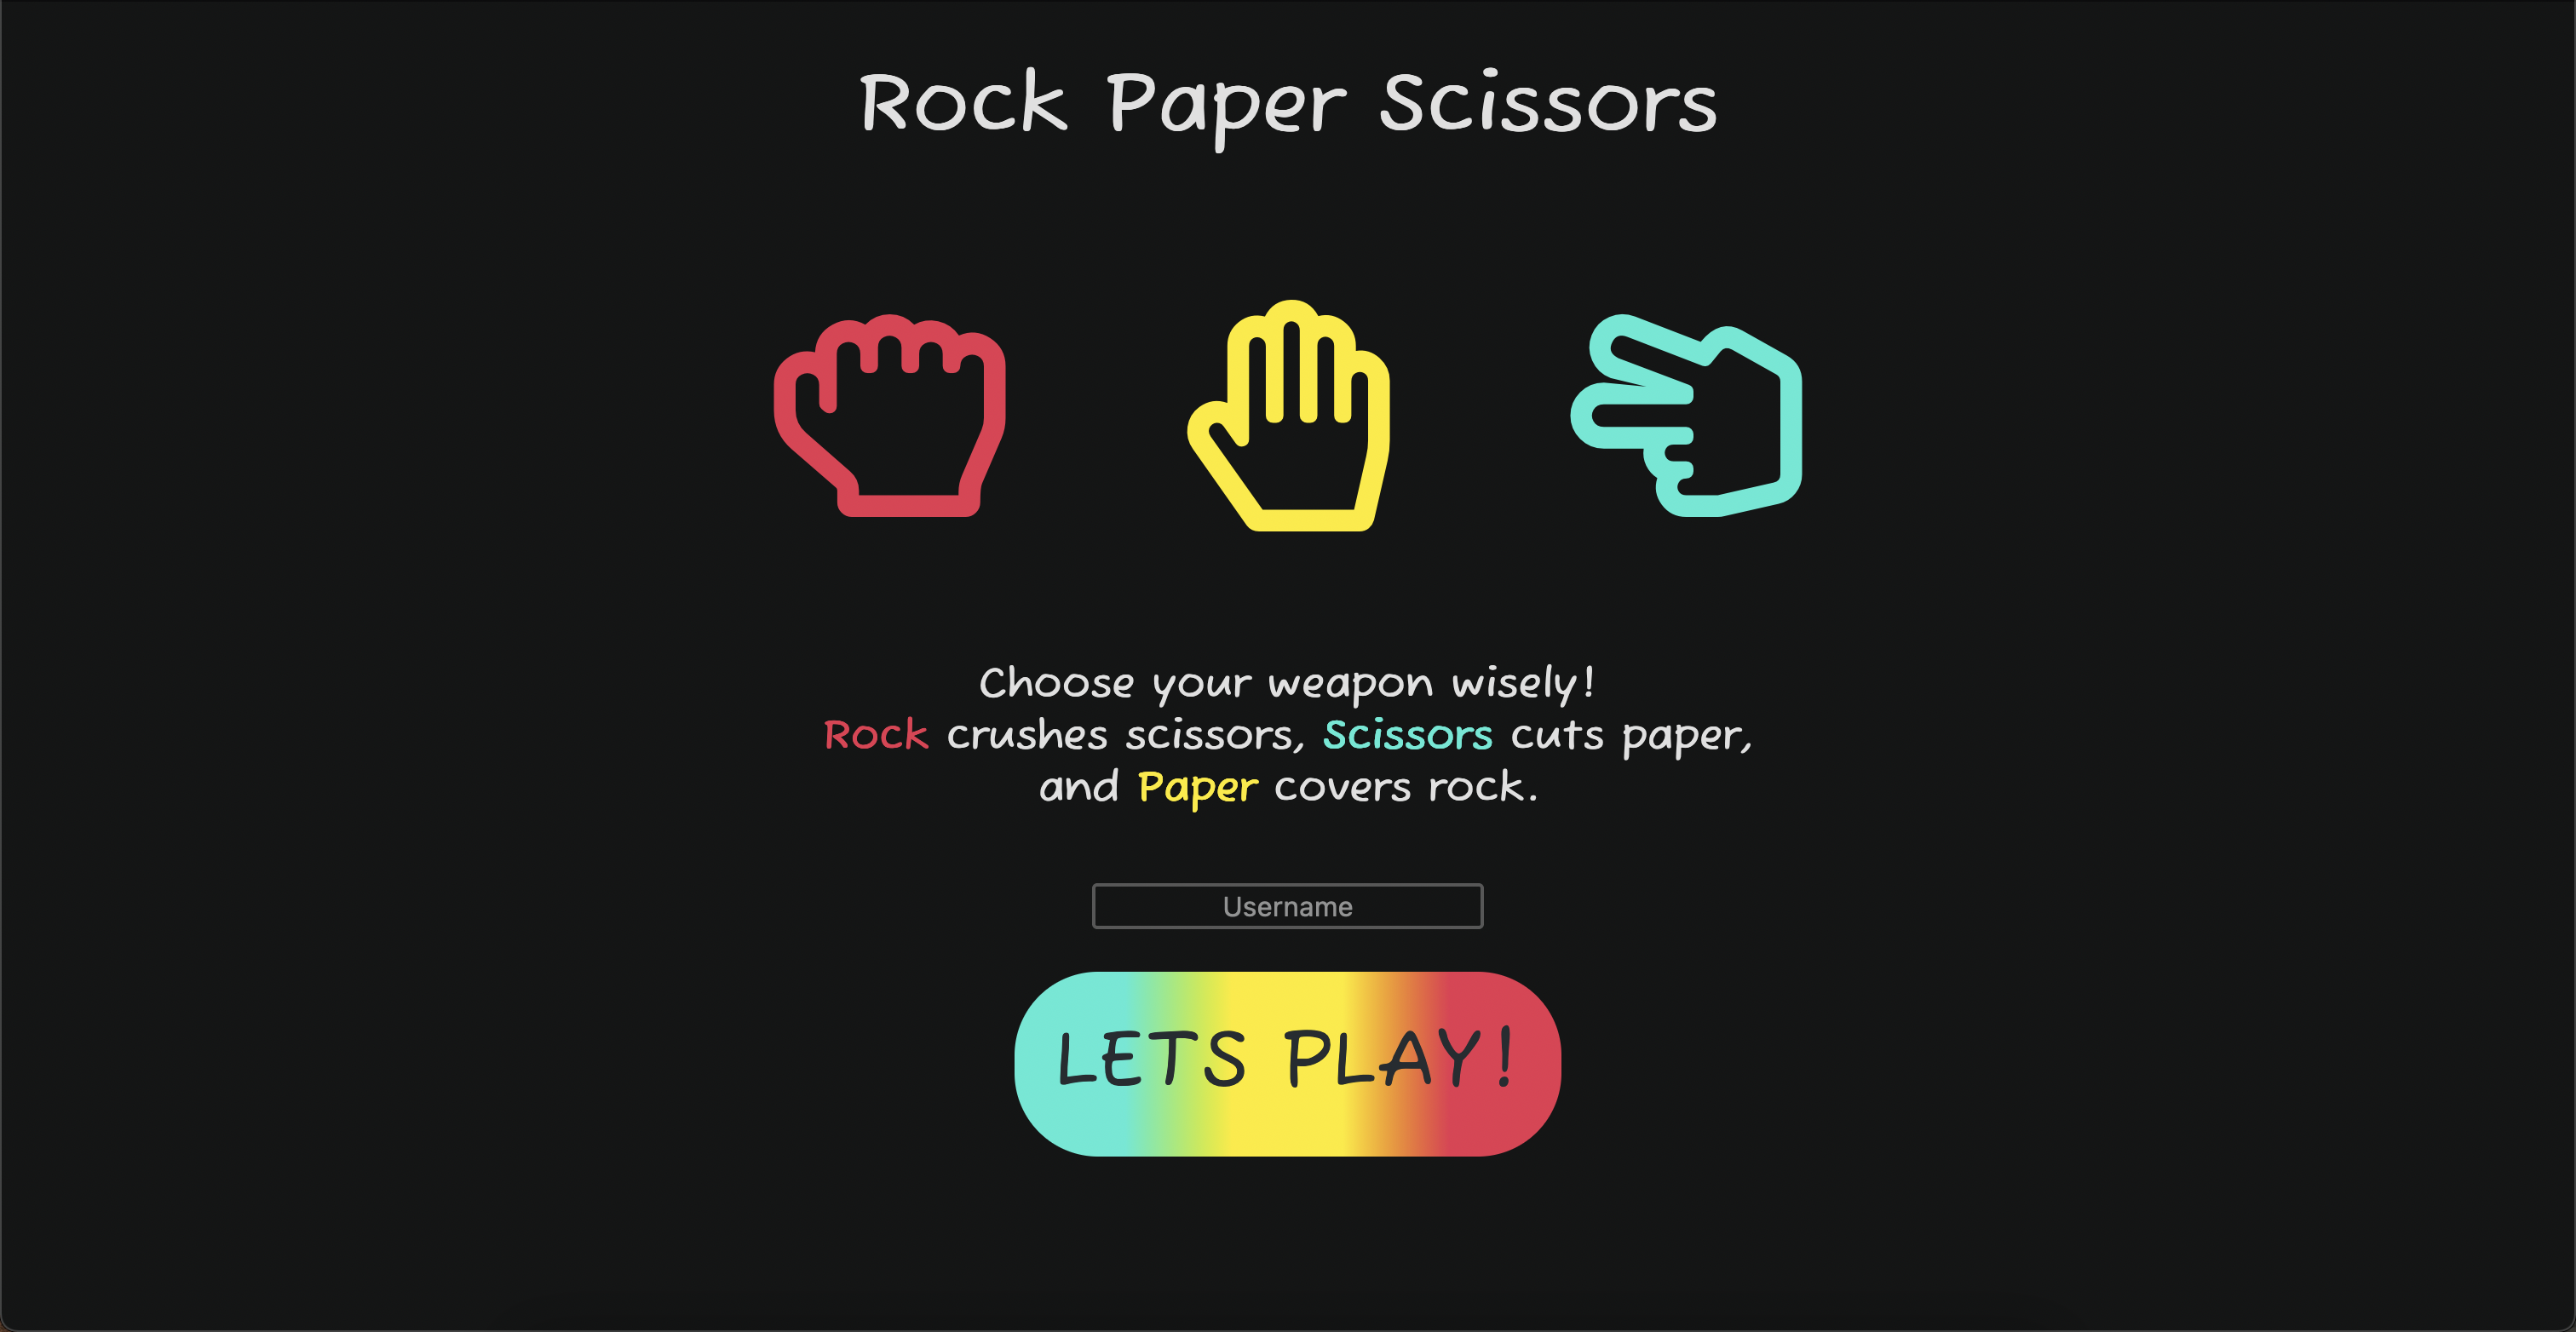 Rock Paper Scissors
Choose your weapon wisely!
Rock crushes scissors, Scissors cuts paper,
and Paper covers rock.
Username
LETS PLAY!